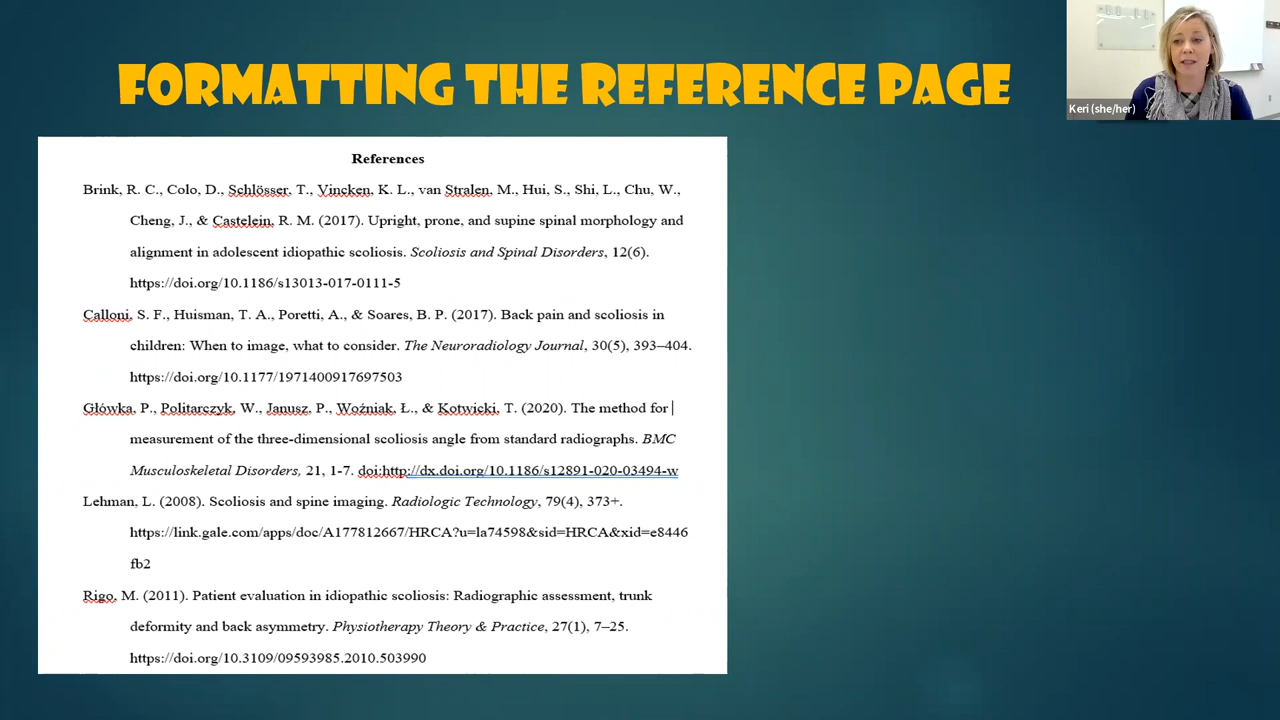 FORMATTING THE REFERENCE PAGE
Keri (she/her)
References
Brink, R. C., Colo, D., Schlösser, T., Vincken, K. L., van Stralen, M., Hui, S., Shi, L., Chu, W.,
Cheng, J., & Castelein, R. M. (2017). Upright, prone, and supine spinal morphology and
alignment in adolescent idiopathic scoliosis. Scoliosis and Spinal Disorders, 12(6).
https://doi.org/10.1186/s13013-017-0111-5
Calloni, S. F., Huisman, T. A., Poretti, A., & Soares, B. P. (2017). Back pain and scoliosis in
children: When to image, what to consider. The Neuroradiology Journal, 30(5), 393–404.
https://doi.org/10.1177/1971400917697503
Główka, P., Politarczyk, W., Janusz, P., Woźniak, Ł., & Kotwicki, T. (2020). The method for
measurement of the three-dimensional scoliosis angle from standard radiographs. BMC
Musculoskeletal Disorders, 21, 1-7. doi:http://dx.doi.org/10.1186/s12891-020-03494-w
Lehman, L. (2008). Scoliosis and spine imaging. Radiologic Technology, 79(4), 373+.
https://link.gale.com/apps/doc/A177812667/HRCA?u=la74598&sid=HRCA&xid=e8446
fb2
Rigo, M. (2011). Patient evaluation in idiopathic scoliosis: Radiographic assessment, trunk
deformity and back asymmetry. Physiotherapy Theory & Practice, 27(1), 7–25.
https://doi.org/10.3109/09593985.2010.503990